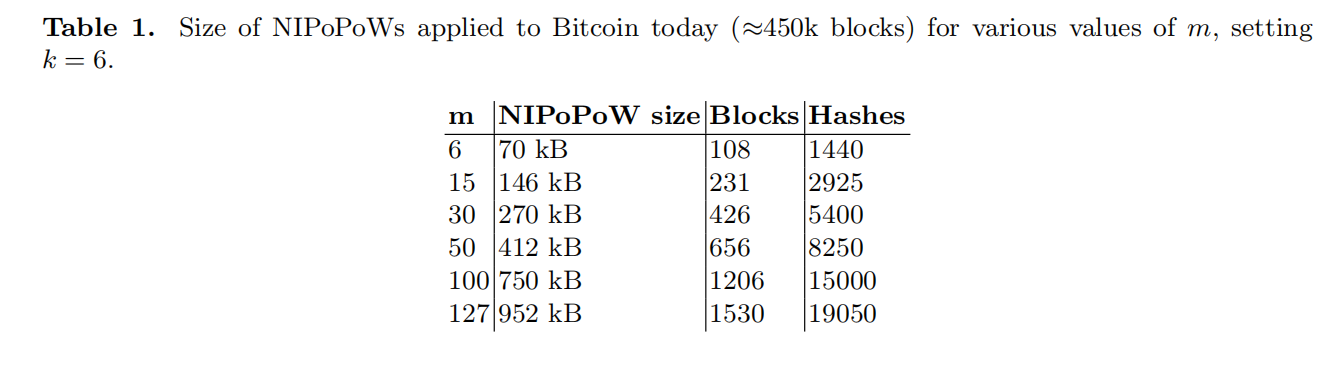 Table 1. Size of NIPoPoWs applied to Bitcoin today (≈450k blocks) for various values of m, setting
k = 6.
m NIPoPoW size Blocks Hashes
6 70 kB 108 1440
15 146 kB 231 2925
30 270 kB 426 5400
50 412 kB 656 8250
100 750 kB 1206 15000
127 952 kB 1530 19050